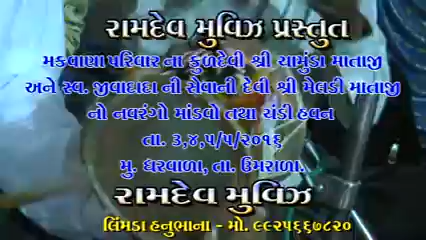 રામદેવ મુવિઝ પ્રસ્તુત
મકવાણા પરિવાર ના કુળદેવી શ્રી ચામુંડા માતાજી
અને સ્વ. જીવાદાદા ની સેવાની દેવી શ્રી મેલડી માતાજી
નો નવરંગો માંડવો તથા ચંડી હવન
તા. ૩,૪,૫/૫/૨૦૧૬
મુ. ધરવાળા, તા. ઉમરાળા.
રામદેવ મુવિઝ
લિંમડા હનુભાના - મો. ૯૯૨૫૬૬૭૮૨૦